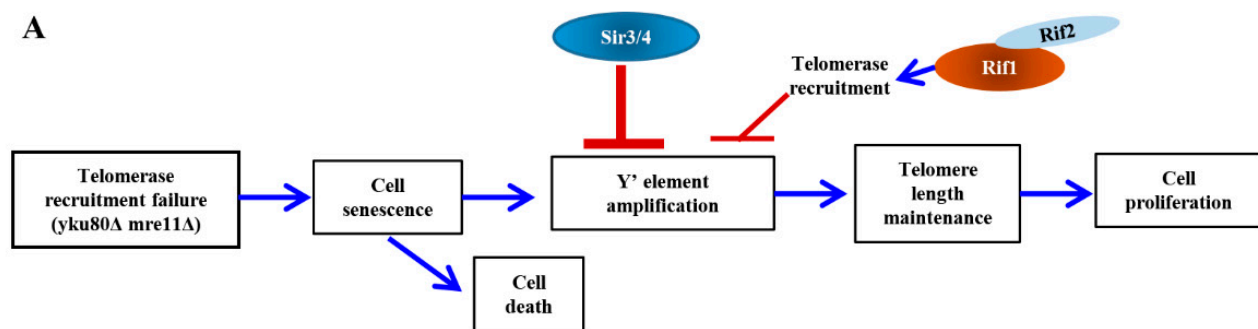 A
Sir3/4
Rif2
Rif1
Telomerase
recruitment
Telomerase
recruitment failure
(yku80Δ mre11Δ)
Cell
senescence
Y’ element
amplification
Telomere
length
maintenance
Cell
proliferation
Cell
death